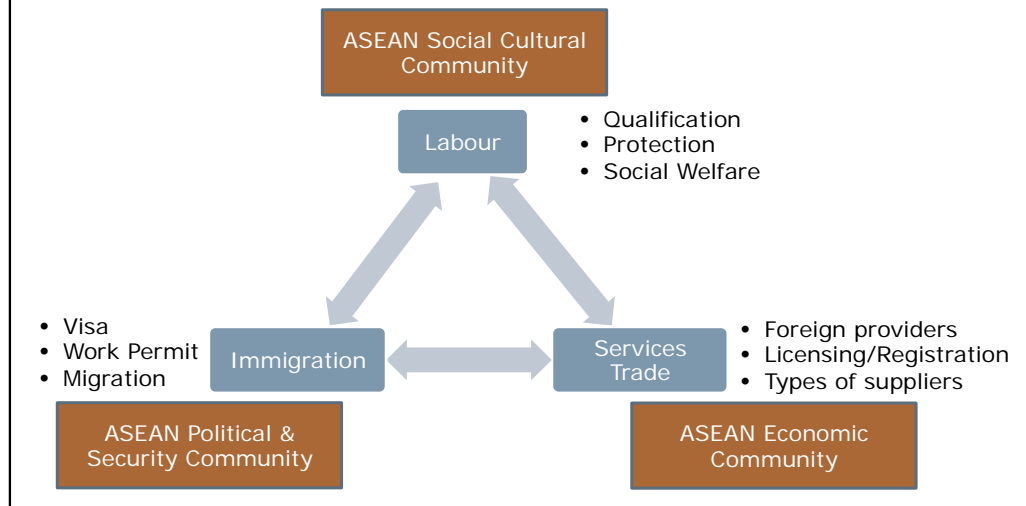 ASEAN Social Cultural
Community
Labour
• Qualification
• Protection
• Social Welfare
• Visa
• Work Permit
• Migration
Immigration
Services
Trade
• Foreign providers
• Licensing/Registration
• Types of suppliers
ASEAN Political &
Security Community
ASEAN Economic
Community